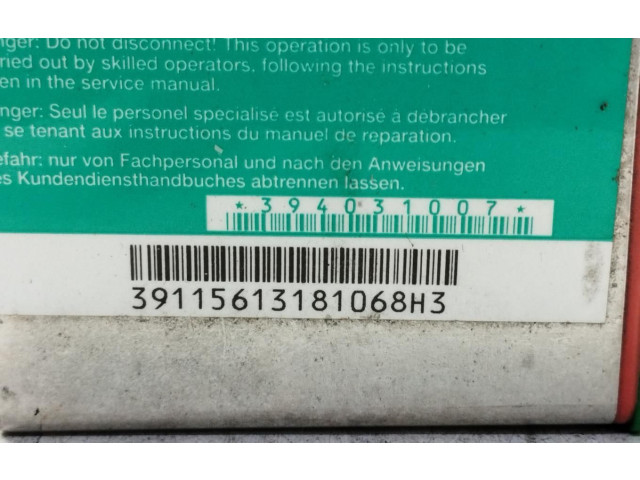 nger: Do not disconnect! This operation is only to be
ried out by skilled operators, following the instructions
en in the service manual.
nger: Seul le personel specialisé est autorisé à débrancher
se tenant aux instructions du manuel de reparation.
efahr: nur von Fachpersonal und nach den Anweisungen
es Kundendiensthandbuches abtrennen lassen.
*394031007*
39115613181068H3